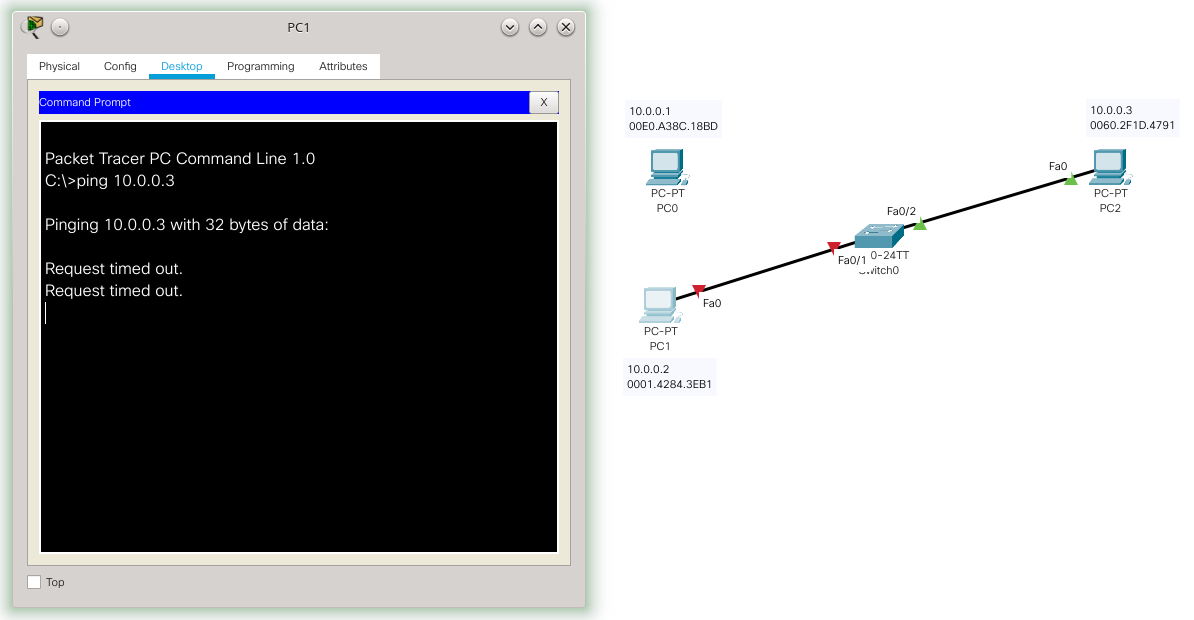 PC1
Physical Config Desktop Programming Attributes
Command Prompt X
Packet Tracer PC Command Line 1.0
C:\>ping 10.0.0.3
Pinging 10.0.0.3 with 32 bytes of data:
Request timed out.
Request timed out.
Top
10.0.0.1
00E0.A38C.18BD
PC-PT
PC0
10.0.0.3
0060.2F1D.4791
Fa0
PC-PT
PC2
Fa0/2
Fa0/1
0-24TT
Switch0
Fa0
PC-PT
PC1
10.0.0.2
0001.4284.3EB1